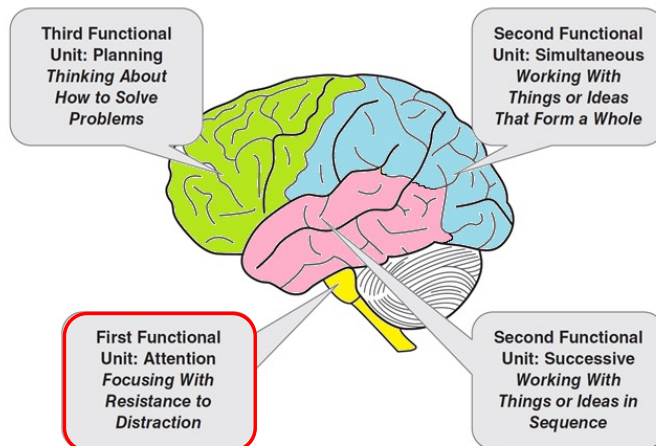 Third Functional
Unit: Planning
Thinking About
How to Solve
Problems
Second Functional
Unit: Simultaneous
Working With
Things or Ideas
That Form a Whole
First Functional
Unit: Attention
Focusing With
Resistance to
Distraction
Second Functional
Unit: Successive
Working With
Things or Ideas in
Sequence